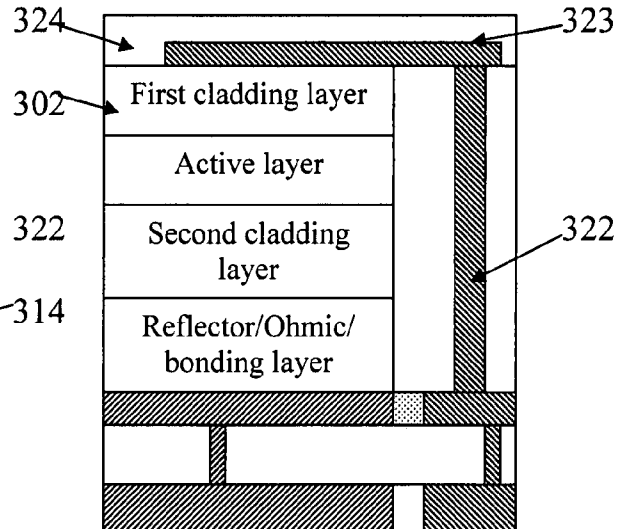 324
323
302
First cladding layer
Active layer
322
Second cladding
layer
322
314
Reflector/Ohmic/
bonding layer